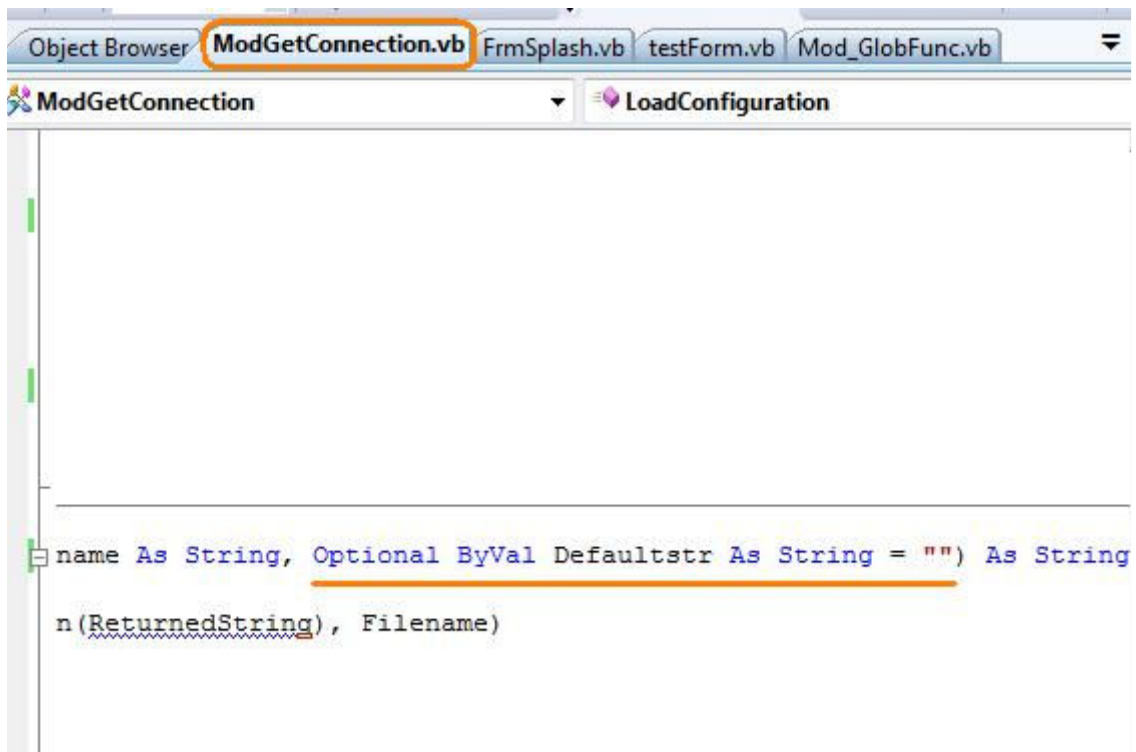 Object Browser ModGetConnection.vb FrmSplash.vb testForm.vb Mod_GlobFunc.vb
ModGetConnection LoadConfiguration
name As String, Optional ByVal Defaultstr As String = "") As String
n(ReturnedString), Filename)